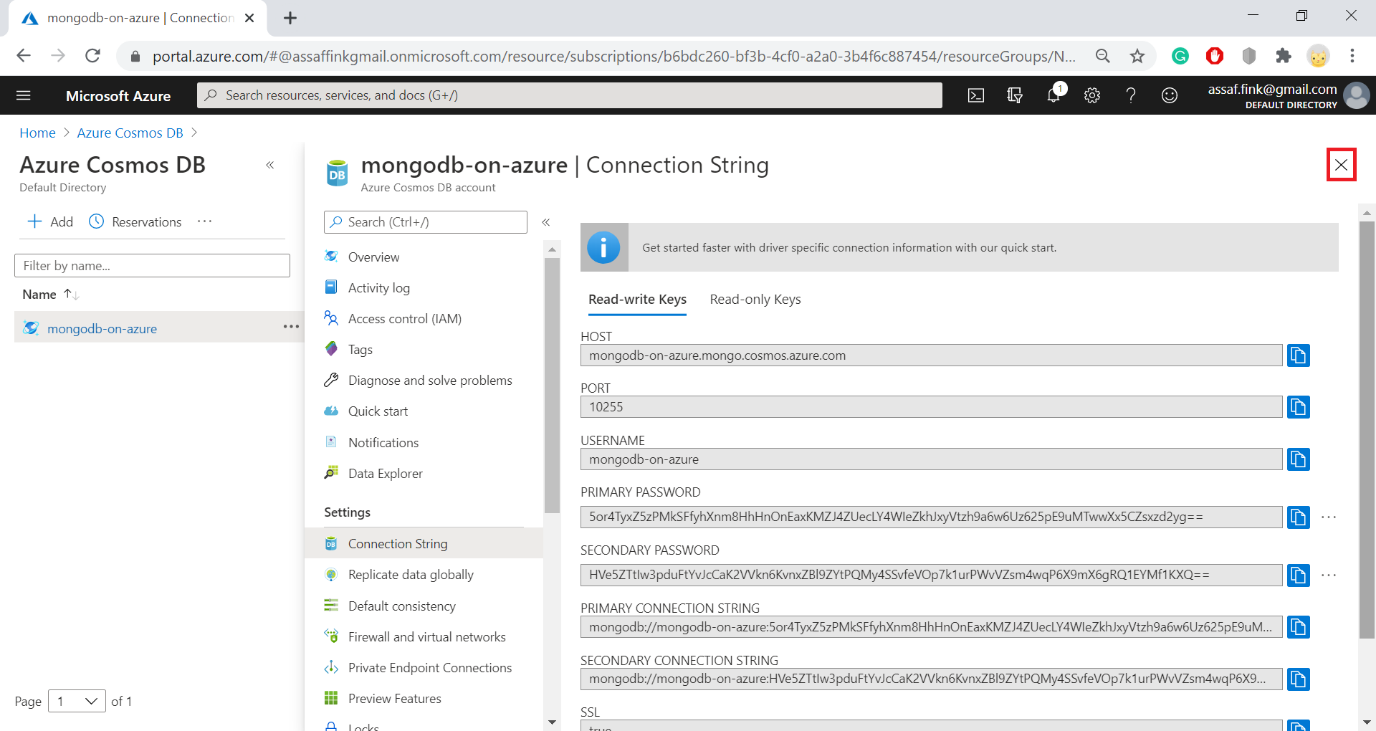 mongodb-on-azure | Connection
portal.azure.com/#@assaffinkgmail.onmicrosoft.com/resource/subscriptions/b6bdc260-bf3b-4cf0-a2a0-3b4f6c887454/resourceGroups/N...
Microsoft Azure
Search resources, services, and docs (G+/)
1
assaf.fink@gmail.com
DEFAULT DIRECTORY
Home > Azure Cosmos DB >
Azure Cosmos DB
Default Directory
Add
Reservations
Filter by name...
Name
mongodb-on-azure
Page 1 of 1
DB
mongodb-on-azure | Connection String
Azure Cosmos DB account
Search (Ctrl+/)
Overview
Activity log
Access control (IAM)
Tags
Diagnose and solve problems
Quick start
Notifications
Data Explorer
Settings
Connection String
Replicate data globally
Default consistency
Firewall and virtual networks
Private Endpoint Connections
Preview Features
Locks
Get started faster with driver specific connection information with our quick start.
Read-write Keys
Read-only Keys
HOST
mongodb-on-azure.mongo.cosmos.azure.com
PORT
10255
USERNAME
mongodb-on-azure
PRIMARY PASSWORD
5or4TyxZ5zPMkSFfyhXnm8HhHnOnEaxKMZJ4ZUecLY4WIeZkhJxyVtzh9a6w6Uz625pE9uMTwwXx5CZsxzd2yg==
SECONDARY PASSWORD
HVe5ZTtIw3pduFtYvJcCaK2VVkn6KvnxZBl9ZYtPQMy4SSvfeVOp7k1urPWvVZsm4wqP6X9mX6gRQ1EYMf1KXQ==
PRIMARY CONNECTION STRING
mongodb://mongodb-on-azure:5or4TyxZ5zPMkSFfyhXnm8HhHnOnEaxKMZJ4ZUecLY4WIeZkhJxyVtzh9a6w6Uz625pE9uM...
SECONDARY CONNECTION STRING
mongodb://mongodb-on-azure:HVe5ZTtIw3pduFtYvJcCaK2VVkn6KvnxZBl9ZYtPQMy4SSvfeVOp7k1urPWvVZsm4wqP6X9...
SSL
true